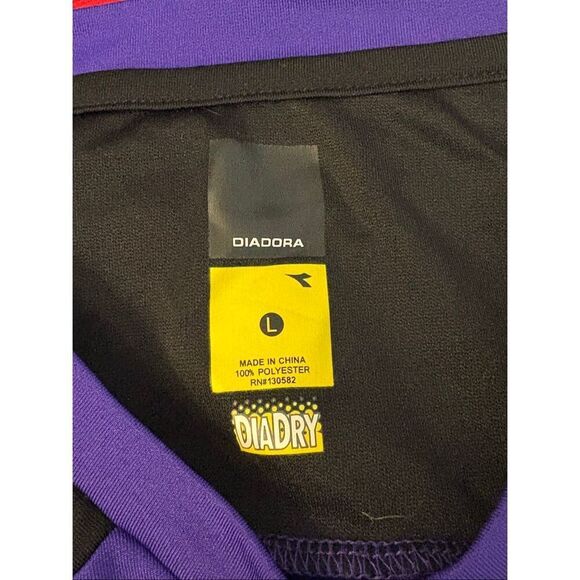 DIADORA
L
MADE IN CHINA
100% POLYESTER
RN#130582
DIADRY